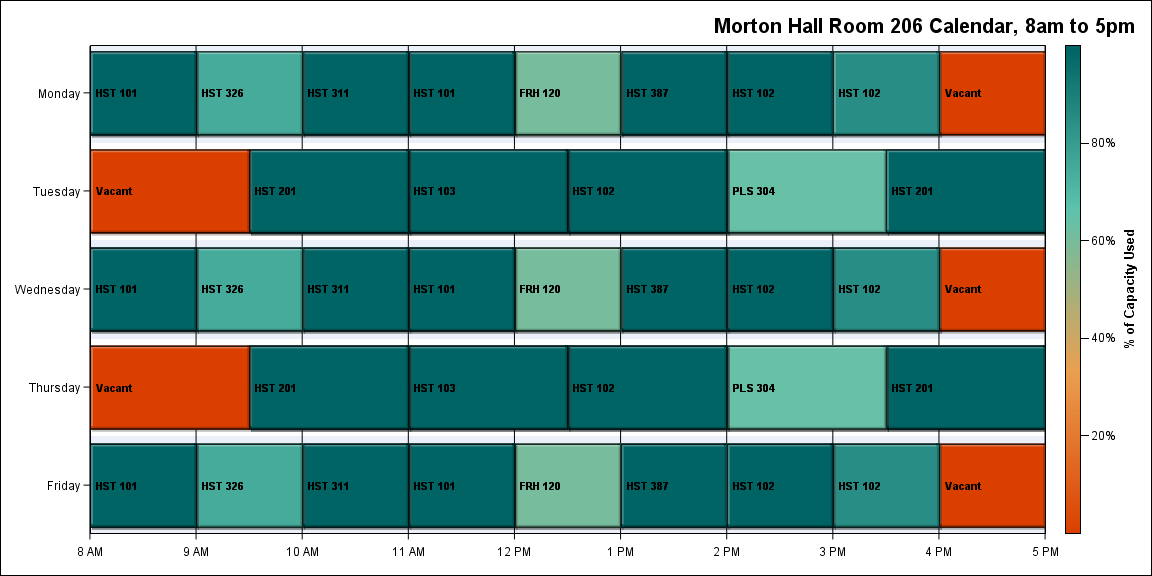 Morton Hall Room 206 Calendar, 8am to 5pm
Monday
HST 101
HST 326
HST 311
HST 101
FRH 120
HST 387
HST 102
HST 102
Vacant
Tuesday
Vacant
HST 201
HST 103
HST 102
PLS 304
HST 201
Wednesday
HST 101
HST 326
HST 311
HST 101
FRH 120
HST 387
HST 102
HST 102
Vacant
Thursday
Vacant
HST 201
HST 103
HST 102
PLS 304
HST 201
Friday
HST 101
HST 326
HST 311
HST 101
FRH 120
HST 387
HST 102
HST 102
Vacant
8 AM
9 AM
10 AM
11 AM
12 PM
1 PM
2 PM
3 PM
4 PM
5 PM
80%
60%
40%
20%
% of Capacity Used